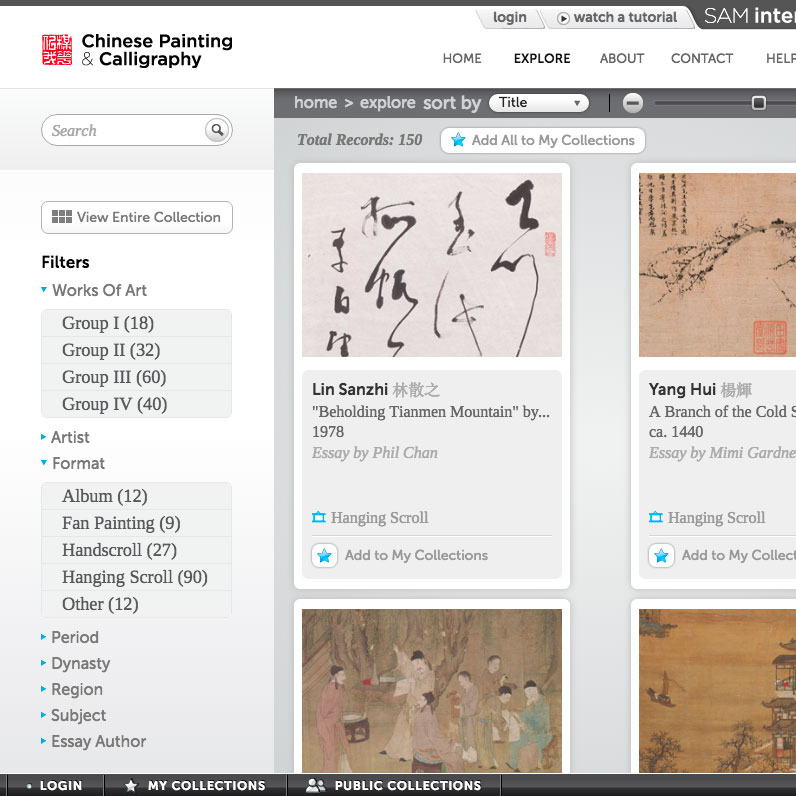 login
watch a tutorial
SAM inter
Chinese Painting
& Calligraphy
HOME EXPLORE ABOUT CONTACT HELP
home > explore sort by Title
Search
Total Records: 150
Add All to My Collections
View Entire Collection
Filters
Works Of Art
Group I (18)
Group II (32)
Group III (60)
Group IV (40)
Artist
Format
Album (12)
Fan Painting (9)
Handscroll (27)
Hanging Scroll (90)
Other (12)
Period
Dynasty
Region
Subject
Essay Author
Lin Sanzhi 林散之
"Beholding Tianmen Mountain" by...
1978
Essay by Phil Chan
Hanging Scroll
Add to My Collections
Yang Hui 楊輝
A Branch of the Cold S
ca. 1440
Essay by Mimi Gardne
Hanging Scroll
Add to My Collect
LOGIN MY COLLECTIONS PUBLIC COLLECTIONS